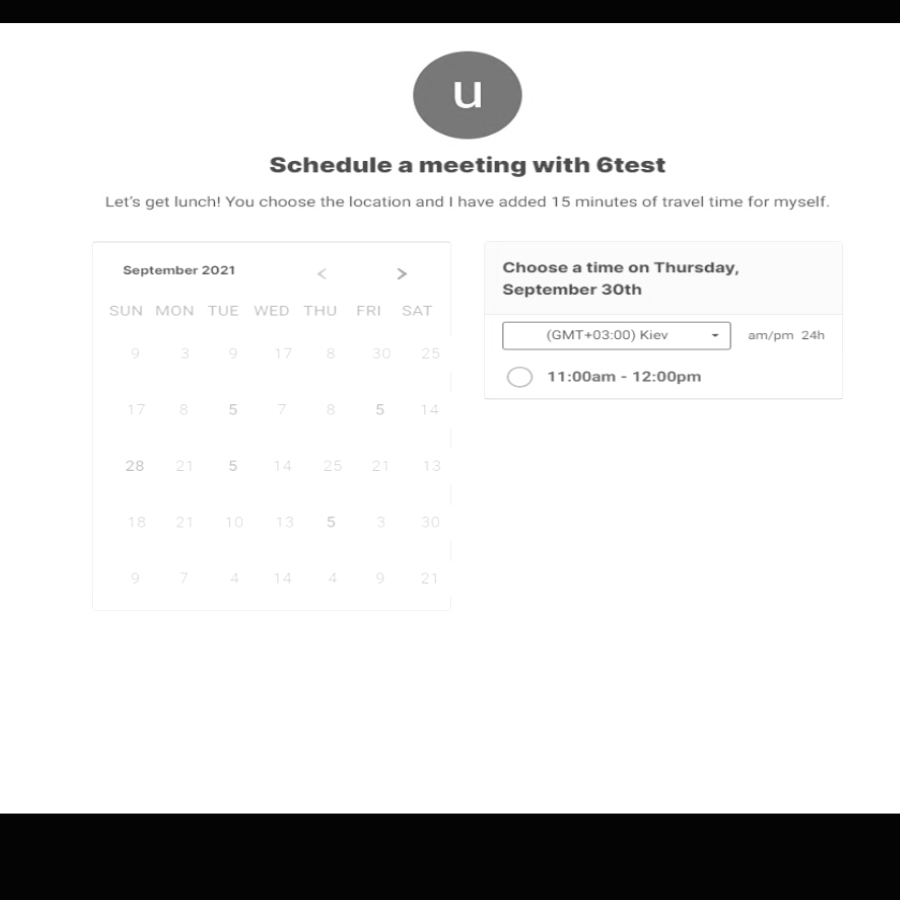 u
Schedule a meeting with 6test
Let's get lunch! You choose the location and I have added 15 minutes of travel time for myself.
September 2021 < >
SUN MON TUE WED THU FRI SAT
9 3 9 17 8 30 25
17 8 5 7 8 5 14
28 21 5 14 25 21 13
18 21 10 13 5 3 30
9 7 4 14 4 9 21
Choose a time on Thursday,
September 30th
(GMT+03:00) Kiev am/pm 24h
11:00am - 12:00pm